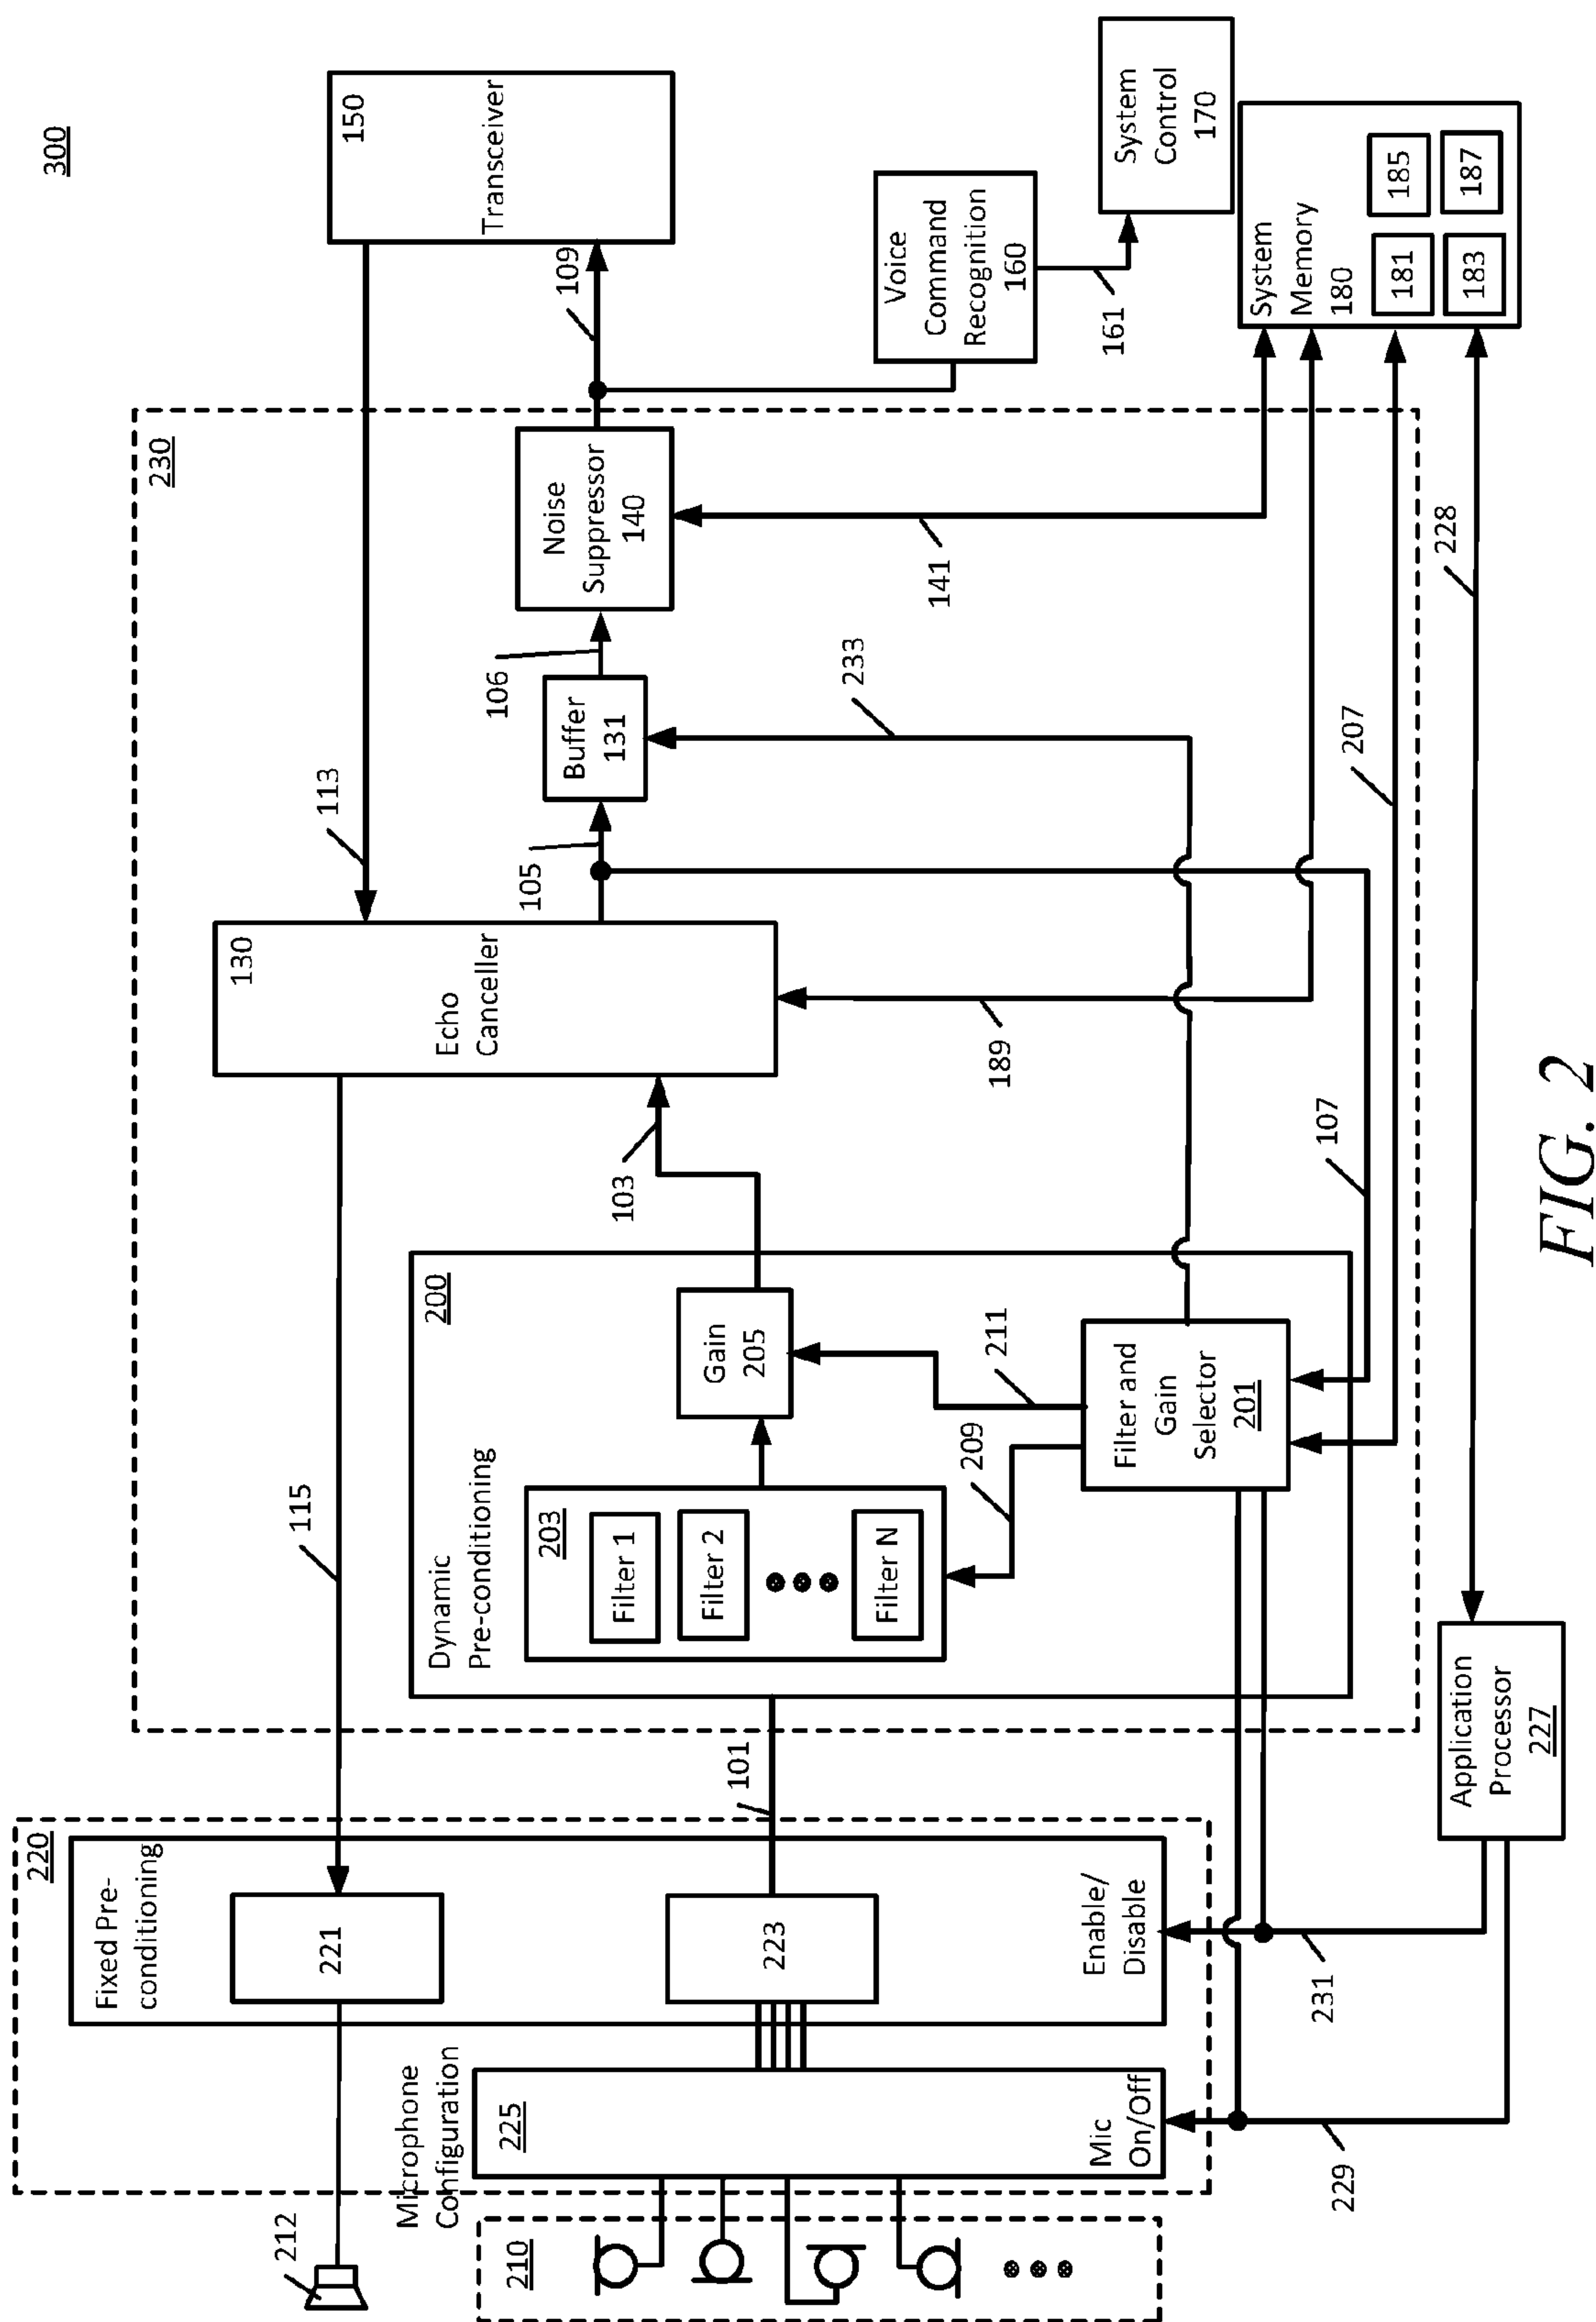 300
150
Transceiver
109
Voice
Command
Recognition
160
161
System
Control
170
System
Memory
180
181
185
183
187
230
113
Noise
Suppressor
140
141
106
Buffer
131
105
233
228
207
130
Echo
Canceller
189
107
103
115
200
Dynamic
Pre-conditioning
Gain
205
203
Filter 1
Filter 2
Filter N
209
211
Filter and
Gain
Selector
201
101
Application
Processor
227
220
Fixed Pre-
conditioning
221
223
Enable/
Disable
231
Microphone
Configuration
225
Mic
On/Off
229
212
210
FIG. 2